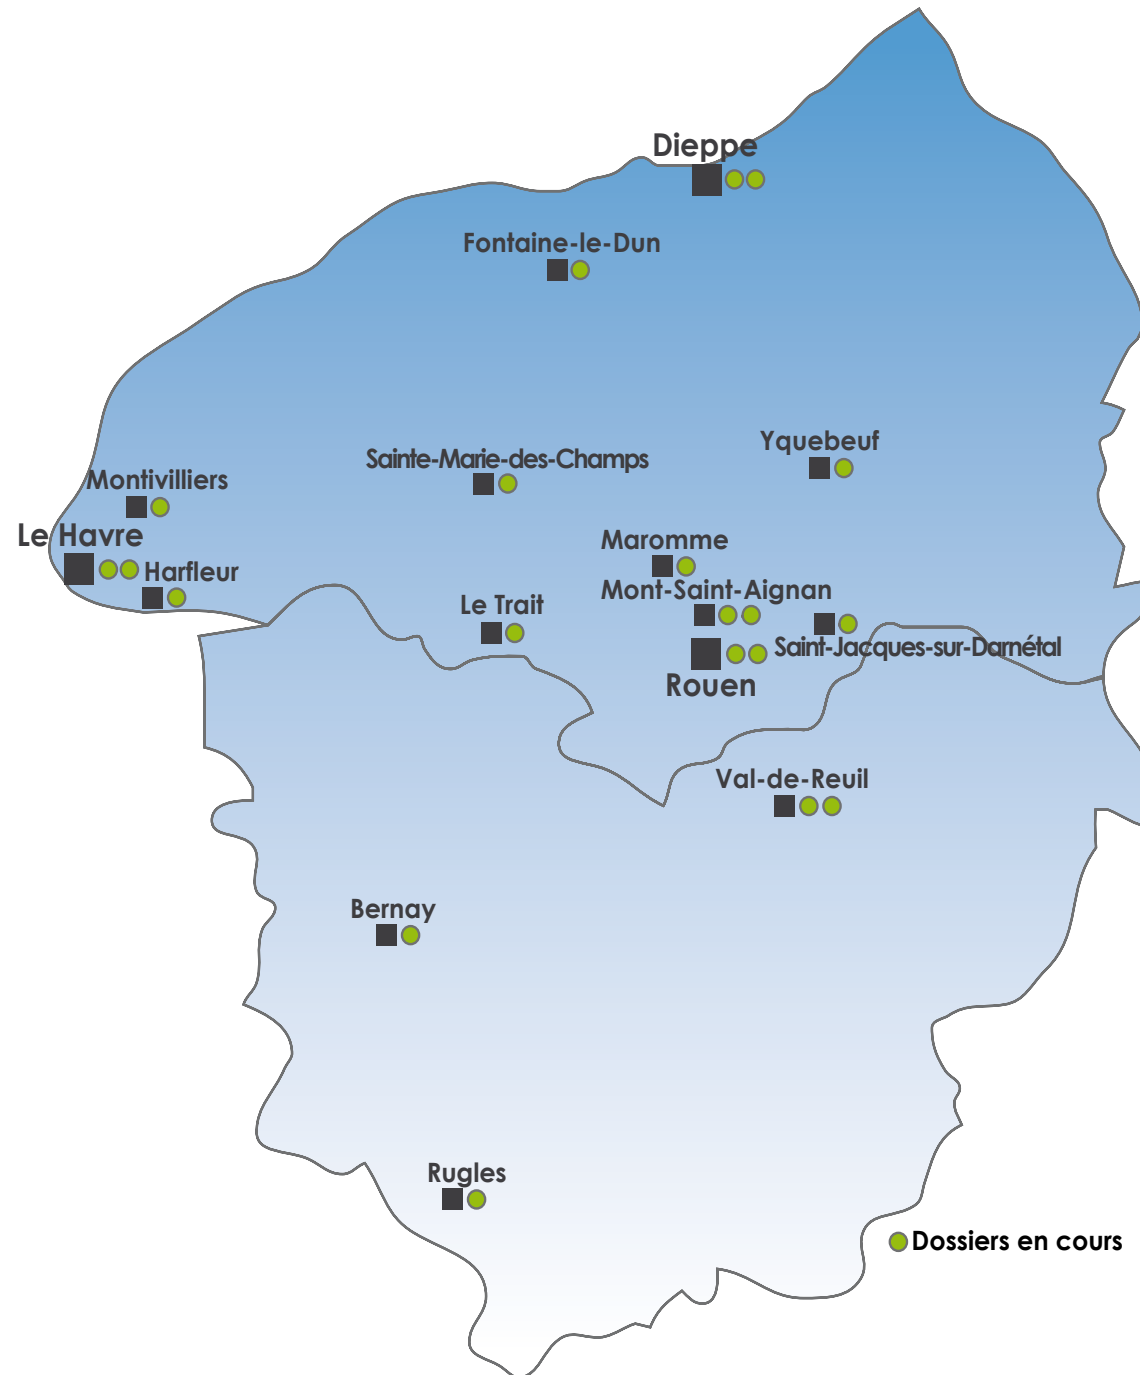 Dieppe
Fontaine-le-Dun
Yquebeuf
Sainte-Marie-des-Champs
Montivilliers
Le Havre
Maromme
Harfleur
Mont-Saint-Aignan
Le Trait
Saint-Jacques-sur-Darnétal
Rouen
Val-de-Reuil
Bernay
Rugles
Dossiers en cours